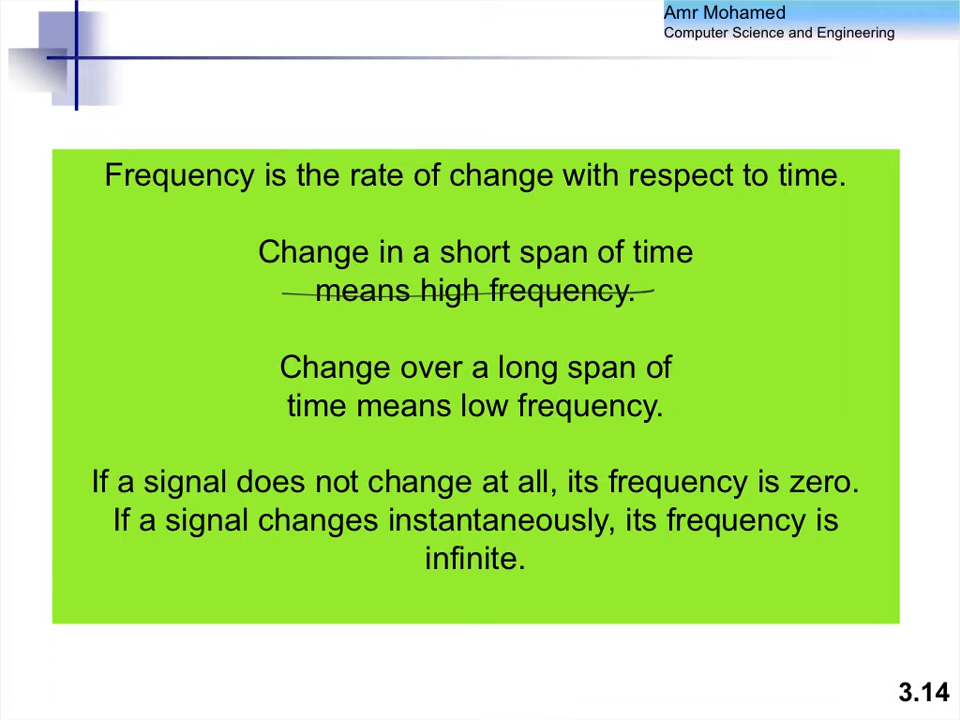 Amr Mohamed
Computer Science and Engineering
Frequency is the rate of change with respect to time.
Change in a short span of time
means high frequency.
Change over a long span of
time means low frequency.
If a signal does not change at all, its frequency is zero.
If a signal changes instantaneously, its frequency is
infinite.
3.14